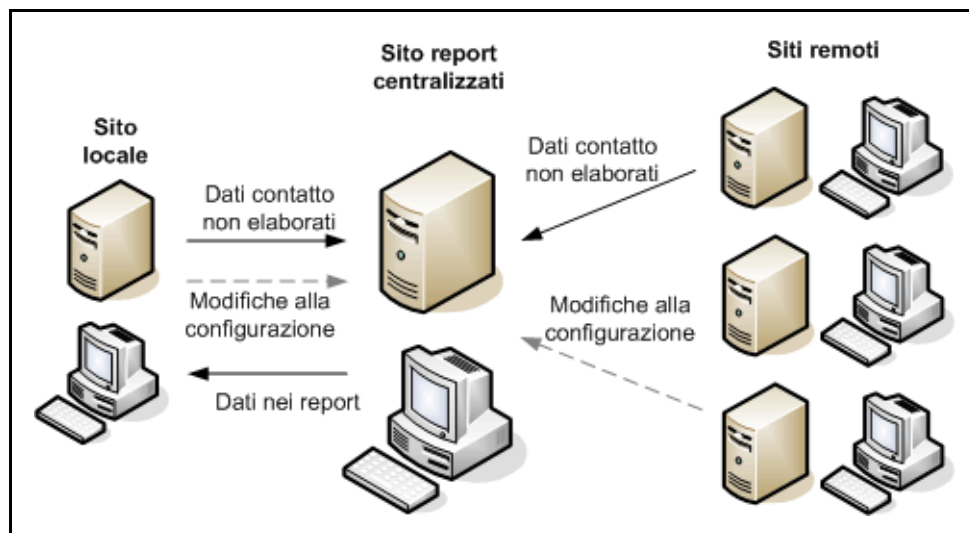 Sito
locale
Sito report
centralizzati
Siti remoti
Dati contatto
non elaborati
Modifiche alla
configurazione
Dati nei report
Dati contatto
non elaborati
Modifiche alla
configurazione